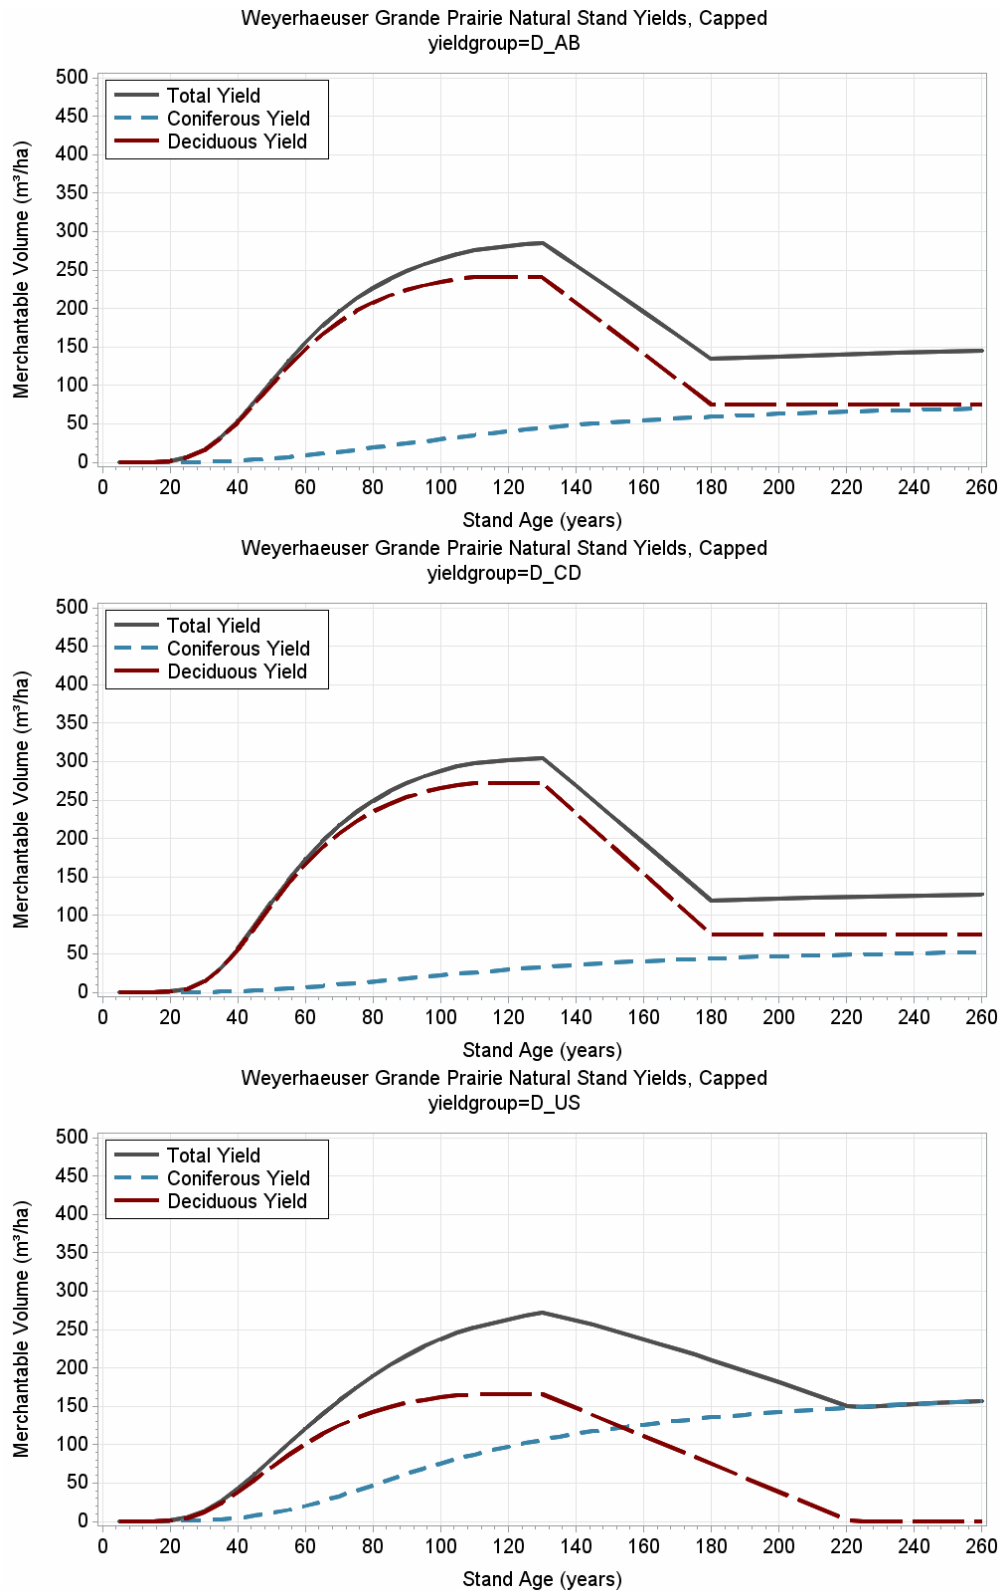 Weyerhaeuser Grande Prairie Natural Stand Yields, Capped
yieldgroup=D_AB
Merchantable Volume (m³/ha)
500
450
400
350
300
250
200
150
100
50
0
Total Yield
Coniferous Yield
Deciduous Yield
0 20 40 60 80 100 120 140 160 180 200 220 240 260
Stand Age (years)
Weyerhaeuser Grande Prairie Natural Stand Yields, Capped
yieldgroup=D_CD
Merchantable Volume (m³/ha)
500
450
400
350
300
250
200
150
100
50
0
Total Yield
Coniferous Yield
Deciduous Yield
0 20 40 60 80 100 120 140 160 180 200 220 240 260
Stand Age (years)
Weyerhaeuser Grande Prairie Natural Stand Yields, Capped
yieldgroup=D_US
Merchantable Volume (m³/ha)
500
450
400
350
300
250
200
150
100
50
0
Total Yield
Coniferous Yield
Deciduous Yield
0 20 40 60 80 100 120 140 160 180 200 220 240 260
Stand Age (years)